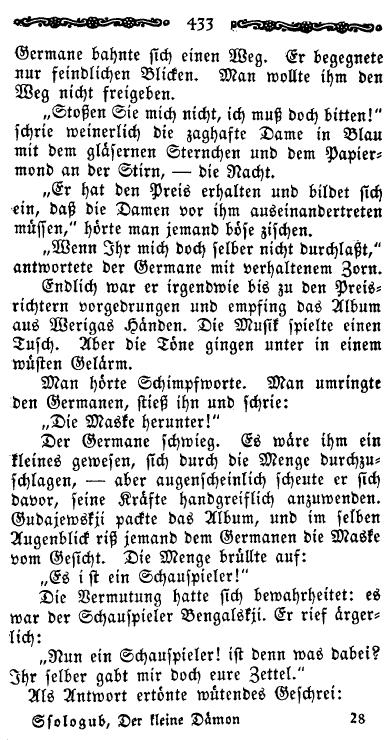 433
Germane bahnte sich einen Weg. Er begegnete
nur feindlichen Blicken. Man wollte ihm den
Weg nicht freigeben.
„Stoßen Sie mich nicht, ich muß doch bitten!“
schrie weinerlich die zaghafte Dame in Blau
mit dem gläsernen Sternchen und dem Papier-
mond an der Stirn, — die Nacht.
„Er hat den Preis erhalten und bildet sich
ein, daß die Damen vor ihm auseinandertreten
müssen,“ hörte man jemand böse zischen.
„Wenn Ihr mich doch selber nicht durchlaßt,“
antwortete der Germane mit verhaltenem Zorn.
Endlich war er irgendwie bis zu den Preis-
richtern vorgedrungen und empfing das Album
aus Werigas Händen. Die Musik spielte einen
Tusch. Aber die Töne gingen unter in einem
wüsten Gelärm.
Man hörte Schimpfworte. Man umringte
den Germanen, stieß ihn und schrie:
„Die Maske herunter!“
Der Germane schwieg. Es wäre ihm ein
kleines gewesen, sich durch die Menge durchzu-
schlagen, — aber augenscheinlich scheute er sich
davor, seine Kräfte handgreiflich anzuwenden.
Gudajewskji packte das Album, und im selben
Augenblick riß jemand dem Germanen die Maske
vom Gesicht. Die Menge brüllte auf:
„Es ist ein Schauspieler!“
Die Vermutung hatte sich bewahrheitet: es
war der Schauspieler Bengalskji. Er rief ärger-
lich:
„Nun ein Schauspieler! ist denn was dabei?
Ihr selber gabt mir doch eure Zettel.“
Als Antwort ertönte wütendes Geschrei:
Ssologub, Der kleine Dämon 28